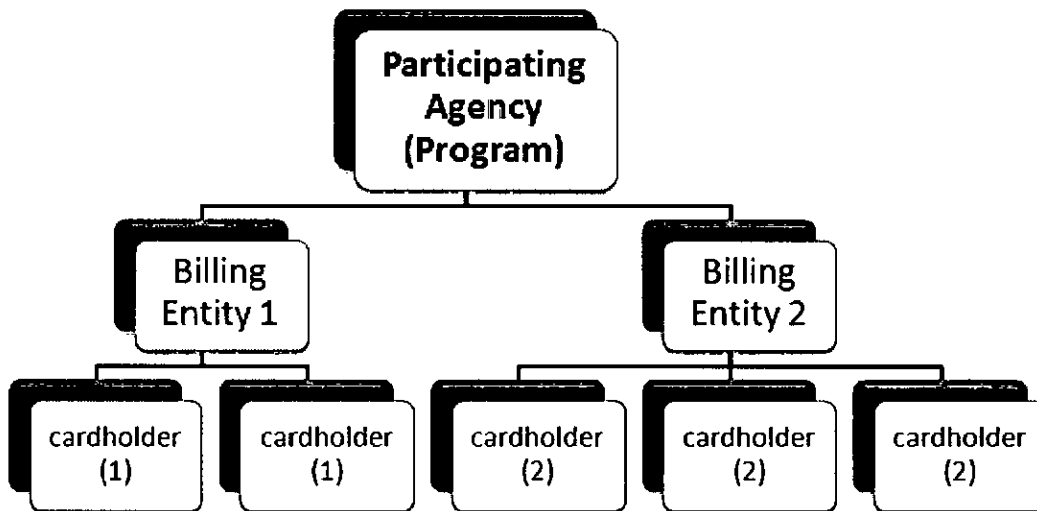 Participating
Agency
(Program)
Billing
Entity 1
Billing
Entity 2
cardholder
(1)
cardholder
(1)
cardholder
(2)
cardholder
(2)
cardholder
(2)